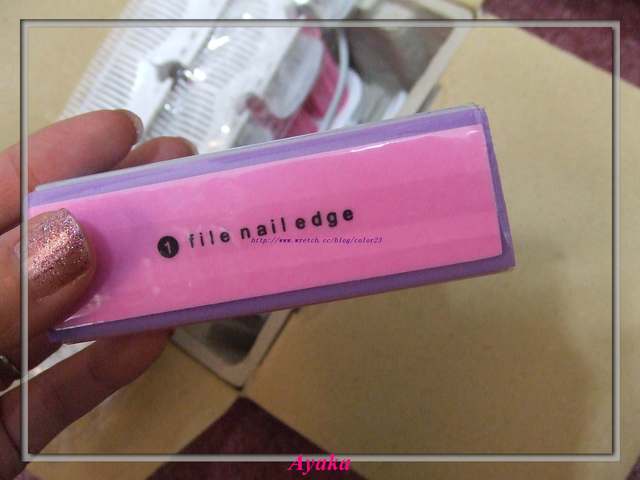 1 file nail edge
http://www.wretch.cc/blog/color23
Ayaka